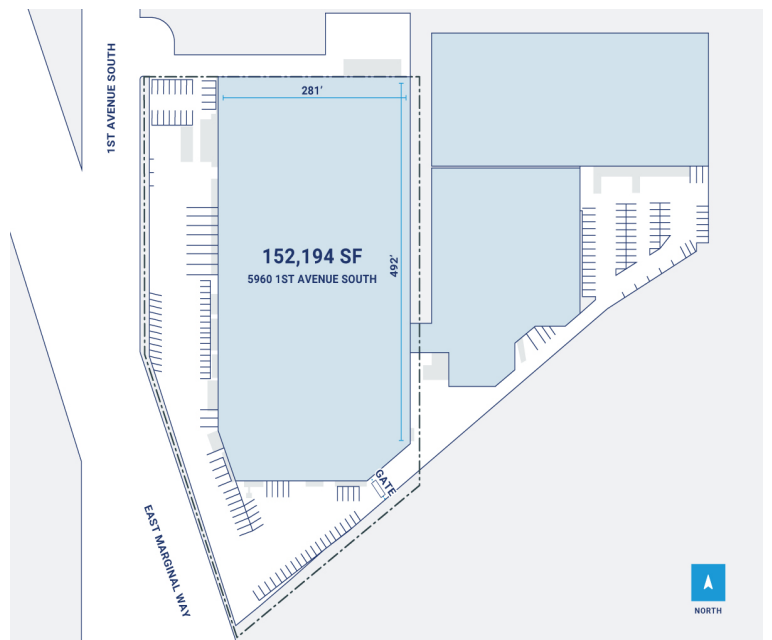 1ST AVENUE SOUTH
281'
152,194 SF
5960 1ST AVENUE SOUTH
492'
GATE
EAST MARGINAL WAY
NORTH